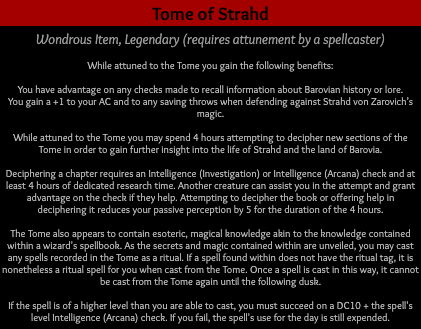 Tome of Strahd
Wondrous Item, Legendary (requires attunement by a spellcaster)
While attuned to the Tome you gain the following benefits:
You have advantage on any checks made to recall information about Barovian history or lore.
You gain a +1 to your AC and to any saving throws when defending against Strahd von Zarovich's
magic.
While attuned to the Tome you may spend 4 hours attempting to decipher new sections of the
Tome in order to gain further insight into the life of Strahd and the land of Barovia.
Deciphering a chapter requires an Intelligence (Investigation) or Intelligence (Arcana) check and at
least 4 hours of dedicated research time. Another creature can assist you in the attempt and grant
advantage on the check if they help. Attempting to decipher the book or offering help in
deciphering it reduces your passive perception by 5 for the duration of the 4 hours.
The Tome also appears to contain esoteric, magical knowledge akin to the knowledge contained
within a wizard's spellbook. As the secrets and magic contained within are unveiled, you may cast
any spells recorded in the Tome as a ritual. If a spell found within does not have the ritual tag, it is
nonetheless a ritual spell for you when cast from the Tome. Once a spell is cast in this way, it cannot
be cast from the Tome again until the following dusk.
If the spell is of a higher level than you are able to cast, you must succeed on a DC10 + the spell's
level Intelligence (Arcana) check. If you fail, the spell's use for the day is still expended.